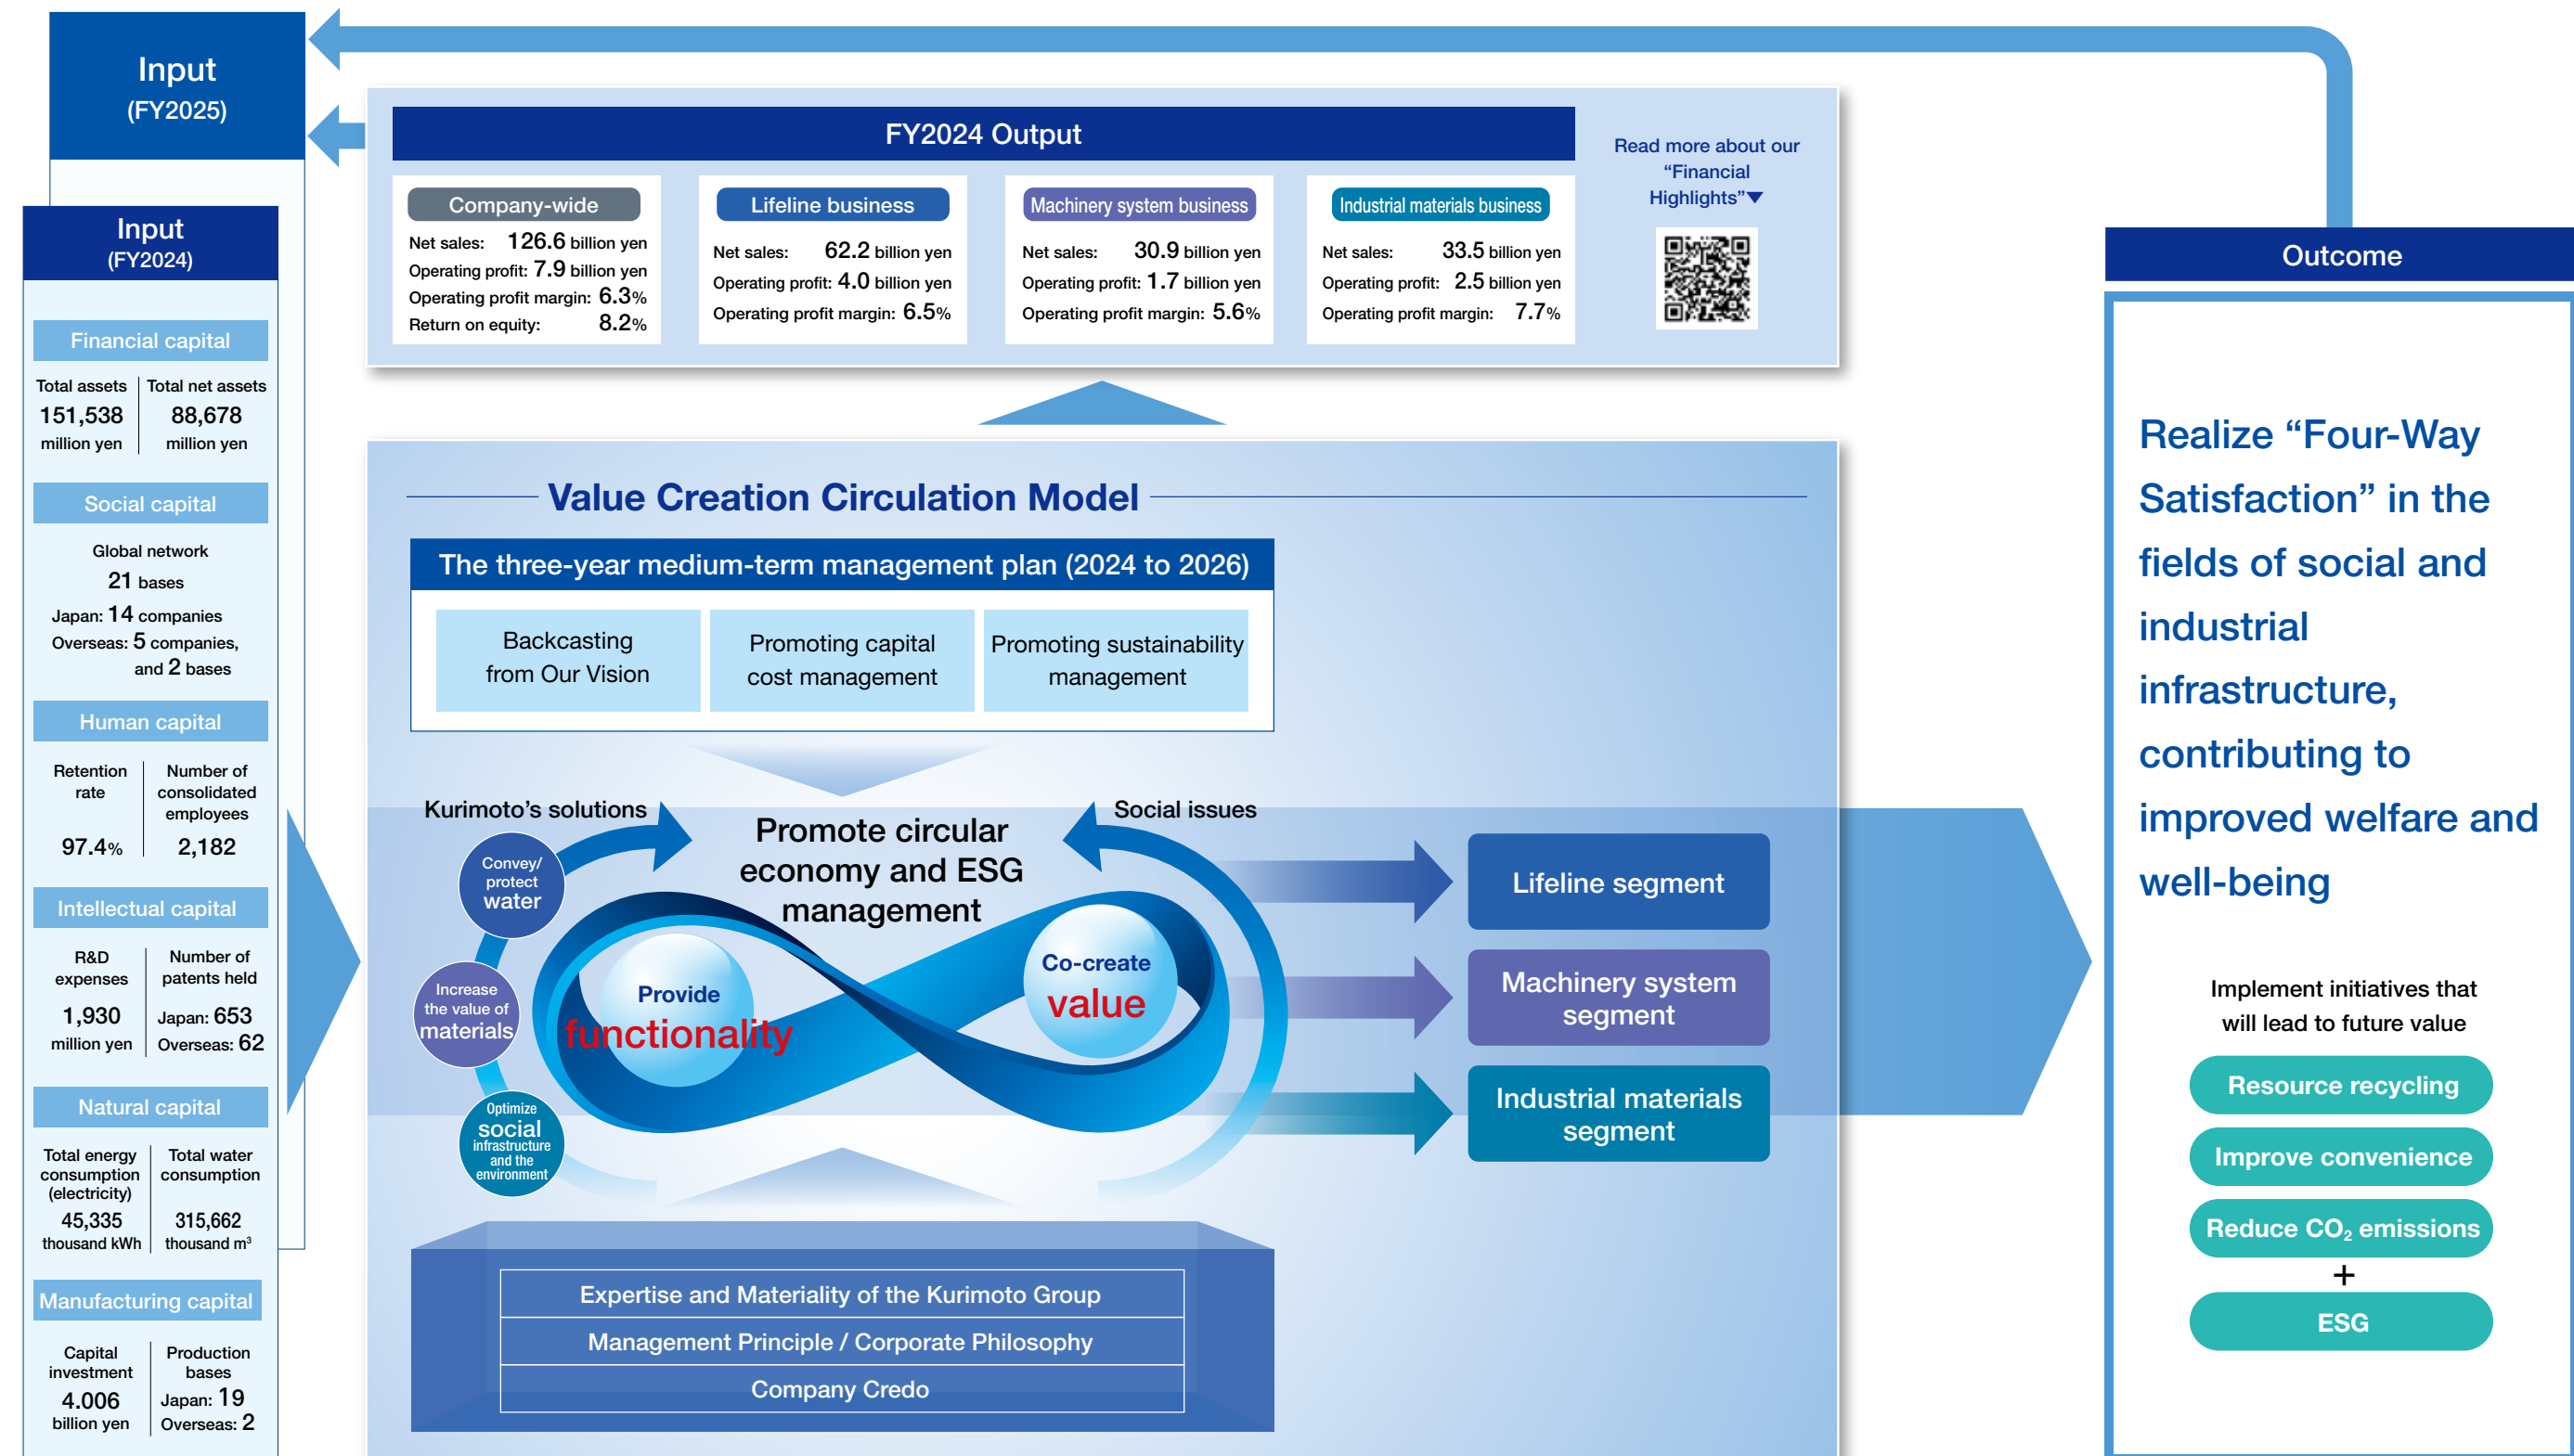 Input
(FY2025)
Input
(FY2024)
Financial capital
Total assets
151,538
million yen
Total net assets
88,678
million yen
Social capital
Global network
21 bases
Japan: 14 companies
Overseas: 5 companies,
and 2 bases
Human capital
Retention
rate
97.4%
Number of
consolidated
employees
2,182
Intellectual capital
R&D
expenses
1,930
million yen
Number of
patents held
Japan: 653
Overseas: 62
Natural capital
Total energy
consumption
(electricity)
45,335
thousand kWh
Total water
consumption
315,662
thousand m³
Manufacturing capital
Capital
investment
4.006
billion yen
Production
bases
Japan: 19
Overseas: 2
FY2024 Output
Company-wide
Net sales: 126.6 billion yen
Operating profit: 7.9 billion yen
Operating profit margin: 6.3%
Return on equity: 8.2%
Lifeline business
Net sales: 62.2 billion yen
Operating profit: 4.0 billion yen
Operating profit margin: 6.5%
Machinery system business
Net sales: 30.9 billion yen
Operating profit: 1.7 billion yen
Operating profit margin: 5.6%
Industrial materials business
Net sales: 33.5 billion yen
Operating profit: 2.5 billion yen
Operating profit margin: 7.7%
Read more about our
“Financial
Highlights”▼
Value Creation Circulation Model
The three-year medium-term management plan (2024 to 2026)
Backcasting
from Our Vision
Promoting capital
cost management
Promoting sustainability
management
Kurimoto’s solutions
Social issues
Promote circular
economy and ESG
management
Convey/
protect
water
Increase
the value of
materials
Optimize
social
infrastructure
and the
environment
Provide
functionality
Co-create
value
Lifeline segment
Machinery system
segment
Industrial materials
segment
Expertise and Materiality of the Kurimoto Group
Management Principle / Corporate Philosophy
Company Credo
Outcome
Realize “Four-Way
Satisfaction” in the
fields of social and
industrial
infrastructure,
contributing to
improved welfare and
well-being
Implement initiatives that
will lead to future value
Resource recycling
Improve convenience
Reduce CO₂ emissions
+
ESG